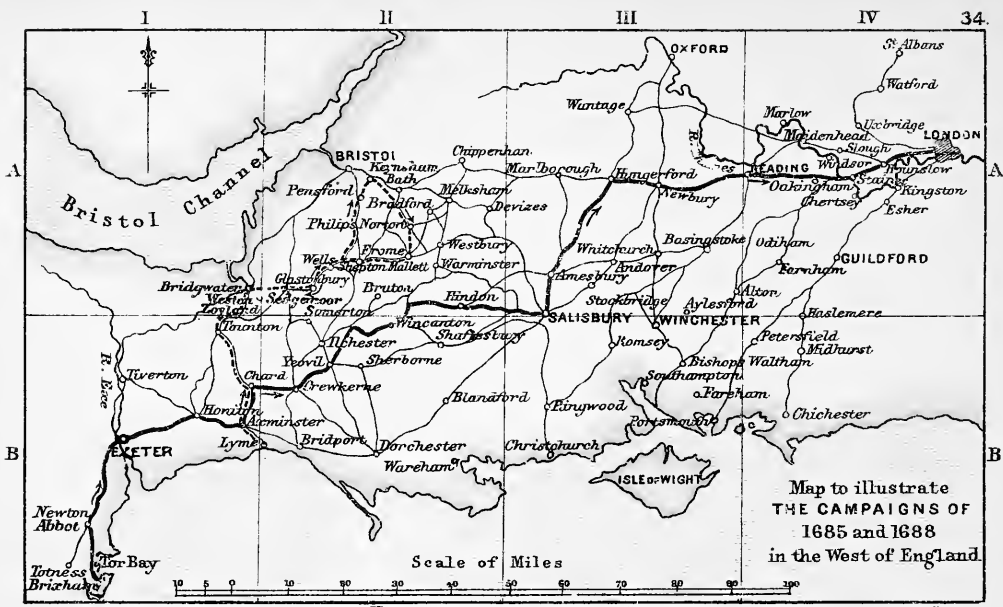 I II III IV 34.
OXFORD
St Albans
Watford
Wantage
Marlow
Uxbridge
LONDON
Maidenhead
Slough
Windsor
Hounslow
A A
Chippenham
BRISTOL
Bath
Marlborough
Hungerford
READING
Staines
Kingston
Pensford
Melksham
Newbury
Oakingham
Chertsey
Esher
Bradford
Devizes
Bristol Channel
Philips Norton
Whitchurch
Basingstoke
Odiham
Westbury
Frome
Wells
Shepton Mallett
Warminster
Andover
Farnham
GUILDFORD
Amesbury
Bridgwater
Glastonbury
Bruton
Hindon
Stockbridge
Alton
Weston
Zoyland
Sedgemoor
Somerton
Aylesford
Taunton
Wincanton
SALISBURY
WINCHESTER
Haslemere
Ilchester
Shaftesbury
Romsey
Petersfield
Midhurst
R. Exe
Yeovil
Sherborne
Bishops Waltham
Tiverton
Chard
Crewkerne
Southampton
Blandford
Fareham
Honiton
Axminster
Ringwood
Chichester
Portsmouth
Lyme
Bridport
Dorchester
Christchurch
B B
EXETER
Wareham
ISLE OF WIGHT
Map to illustrate
THE CAMPAIGNS OF
1685 and 1688
in the West of England
Newton
Abbot
Scale of Miles
Tor Bay
Totness
Brixham
10 5 0 10 20 30 40 50 60 70 80 90 100